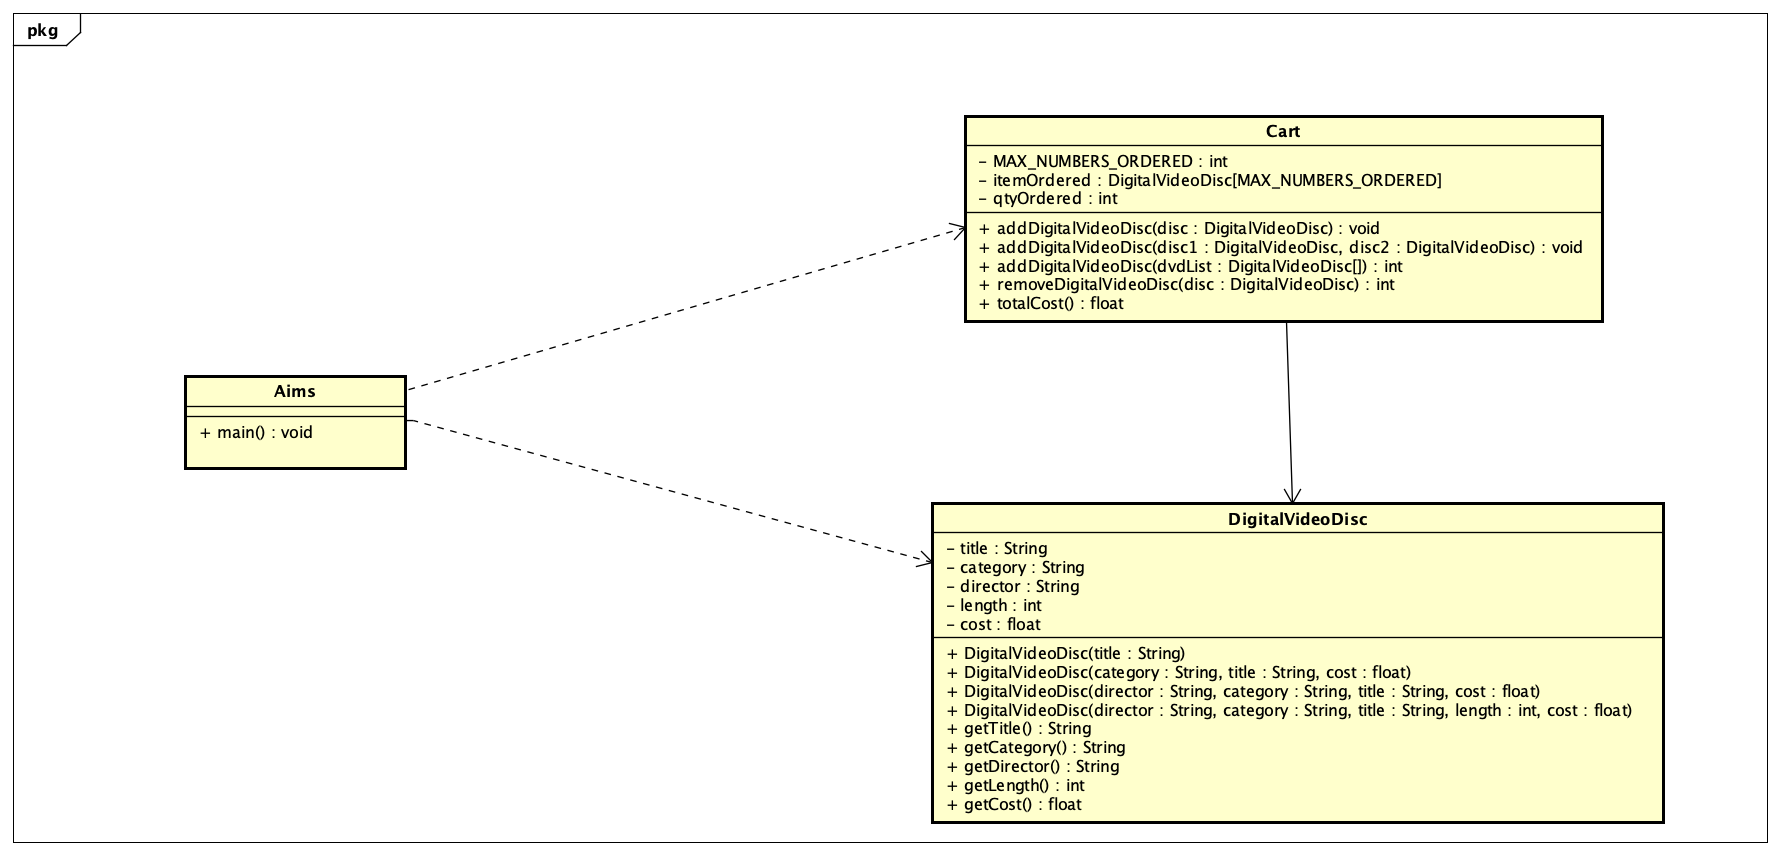 pkg
Cart
- MAX_NUMBERS_ORDERED : int
- itemOrdered : DigitalVideoDisc[MAX_NUMBERS_ORDERED]
- qtyOrdered : int
+ addDigitalVideoDisc(disc : DigitalVideoDisc) : void
+ addDigitalVideoDisc(disc1 : DigitalVideoDisc, disc2 : DigitalVideoDisc) : void
+ addDigitalVideoDisc(dvdList : DigitalVideoDisc[]) : int
+ removeDigitalVideoDisc(disc : DigitalVideoDisc) : int
+ totalCost() : float
Aims
+ main() : void
DigitalVideoDisc
- title : String
- category : String
- director : String
- length : int
- cost : float
+ DigitalVideoDisc(title : String)
+ DigitalVideoDisc(category : String, title : String, cost : float)
+ DigitalVideoDisc(director : String, category : String, title : String, cost : float)
+ DigitalVideoDisc(director : String, category : String, title : String, length : int, cost : float)
+ getTitle() : String
+ getCategory() : String
+ getDirector() : String
+ getLength() : int
+ getCost() : float